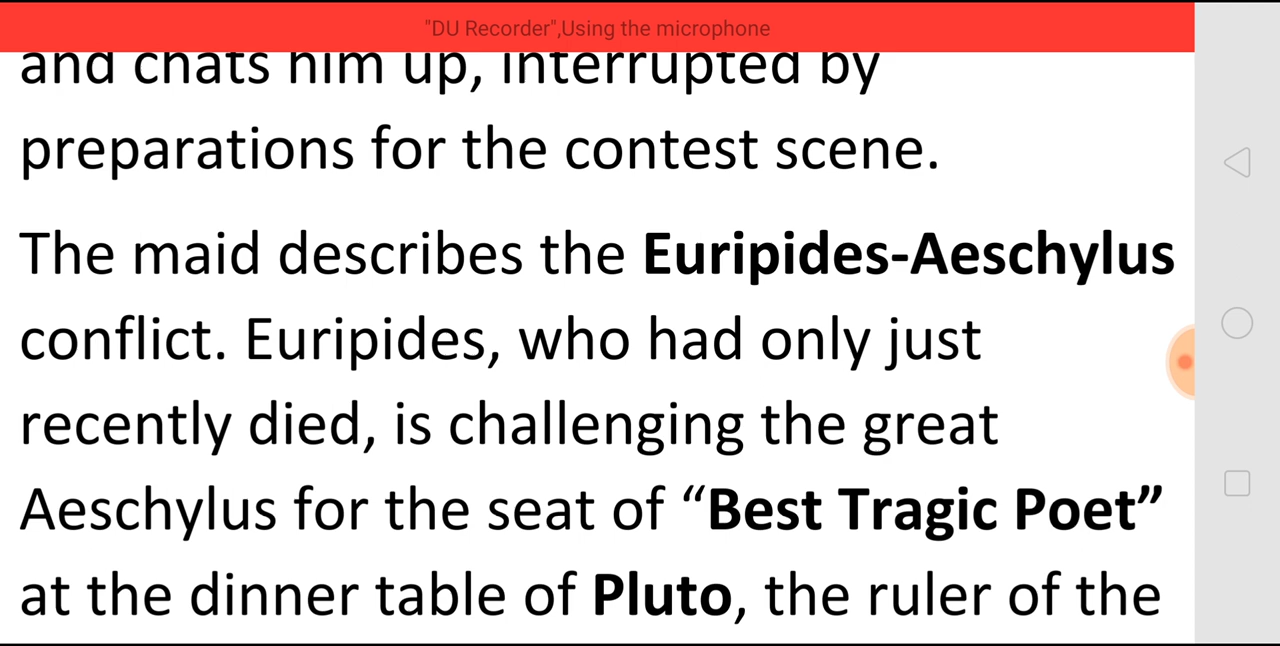 "DU Recorder",Using the microphone
and chats him up, interrupted by
preparations for the contest scene.
The maid describes the Euripides-Aeschylus
conflict. Euripides, who had only just
recently died, is challenging the great
Aeschylus for the seat of “Best Tragic Poet”
at the dinner table of Pluto, the ruler of the